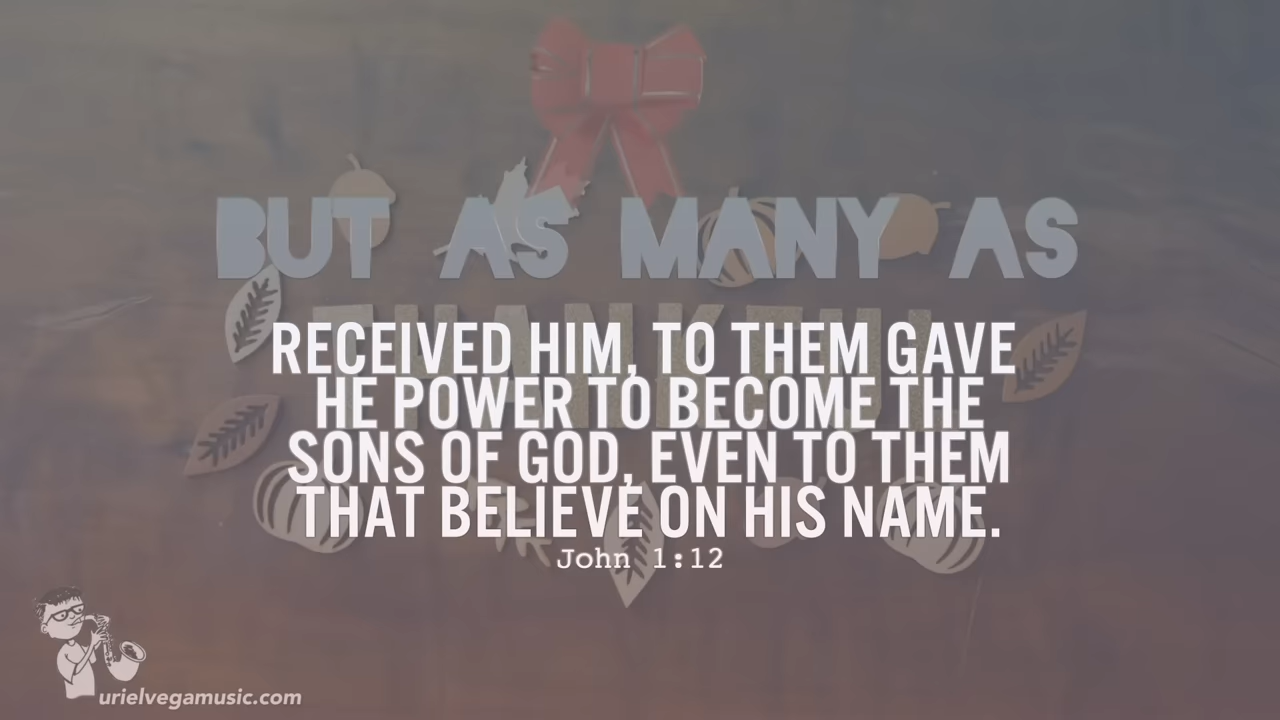 BUT AS MANY AS
THANKFUL
RECEIVED HIM, TO THEM GAVE
HE POWER TO BECOME THE
SONS OF GOD, EVEN TO THEM
THAT BELIEVE ON HIS NAME.
John 1:12
urielvegamusic.com